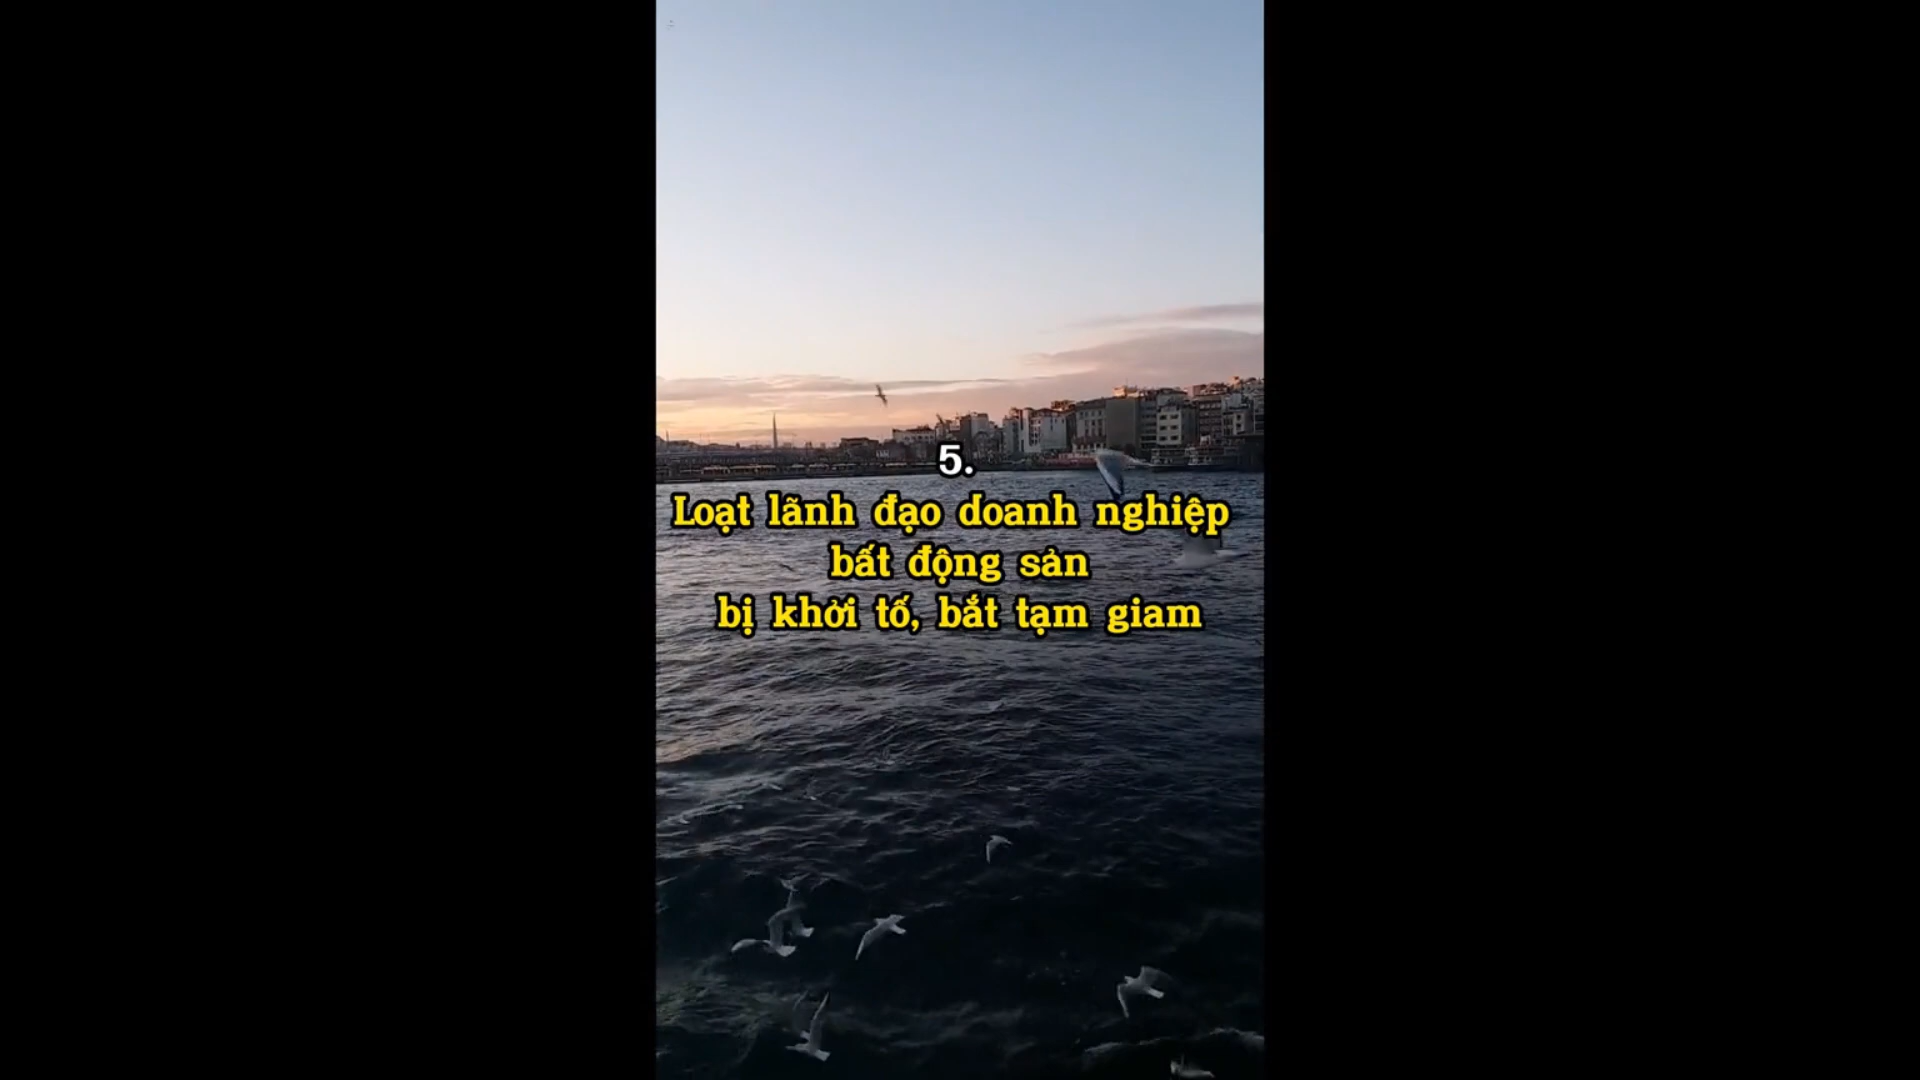 5.
Loạt lãnh đạo doanh nghiệp
bất động sản
bị khởi tố, bắt tạm giam